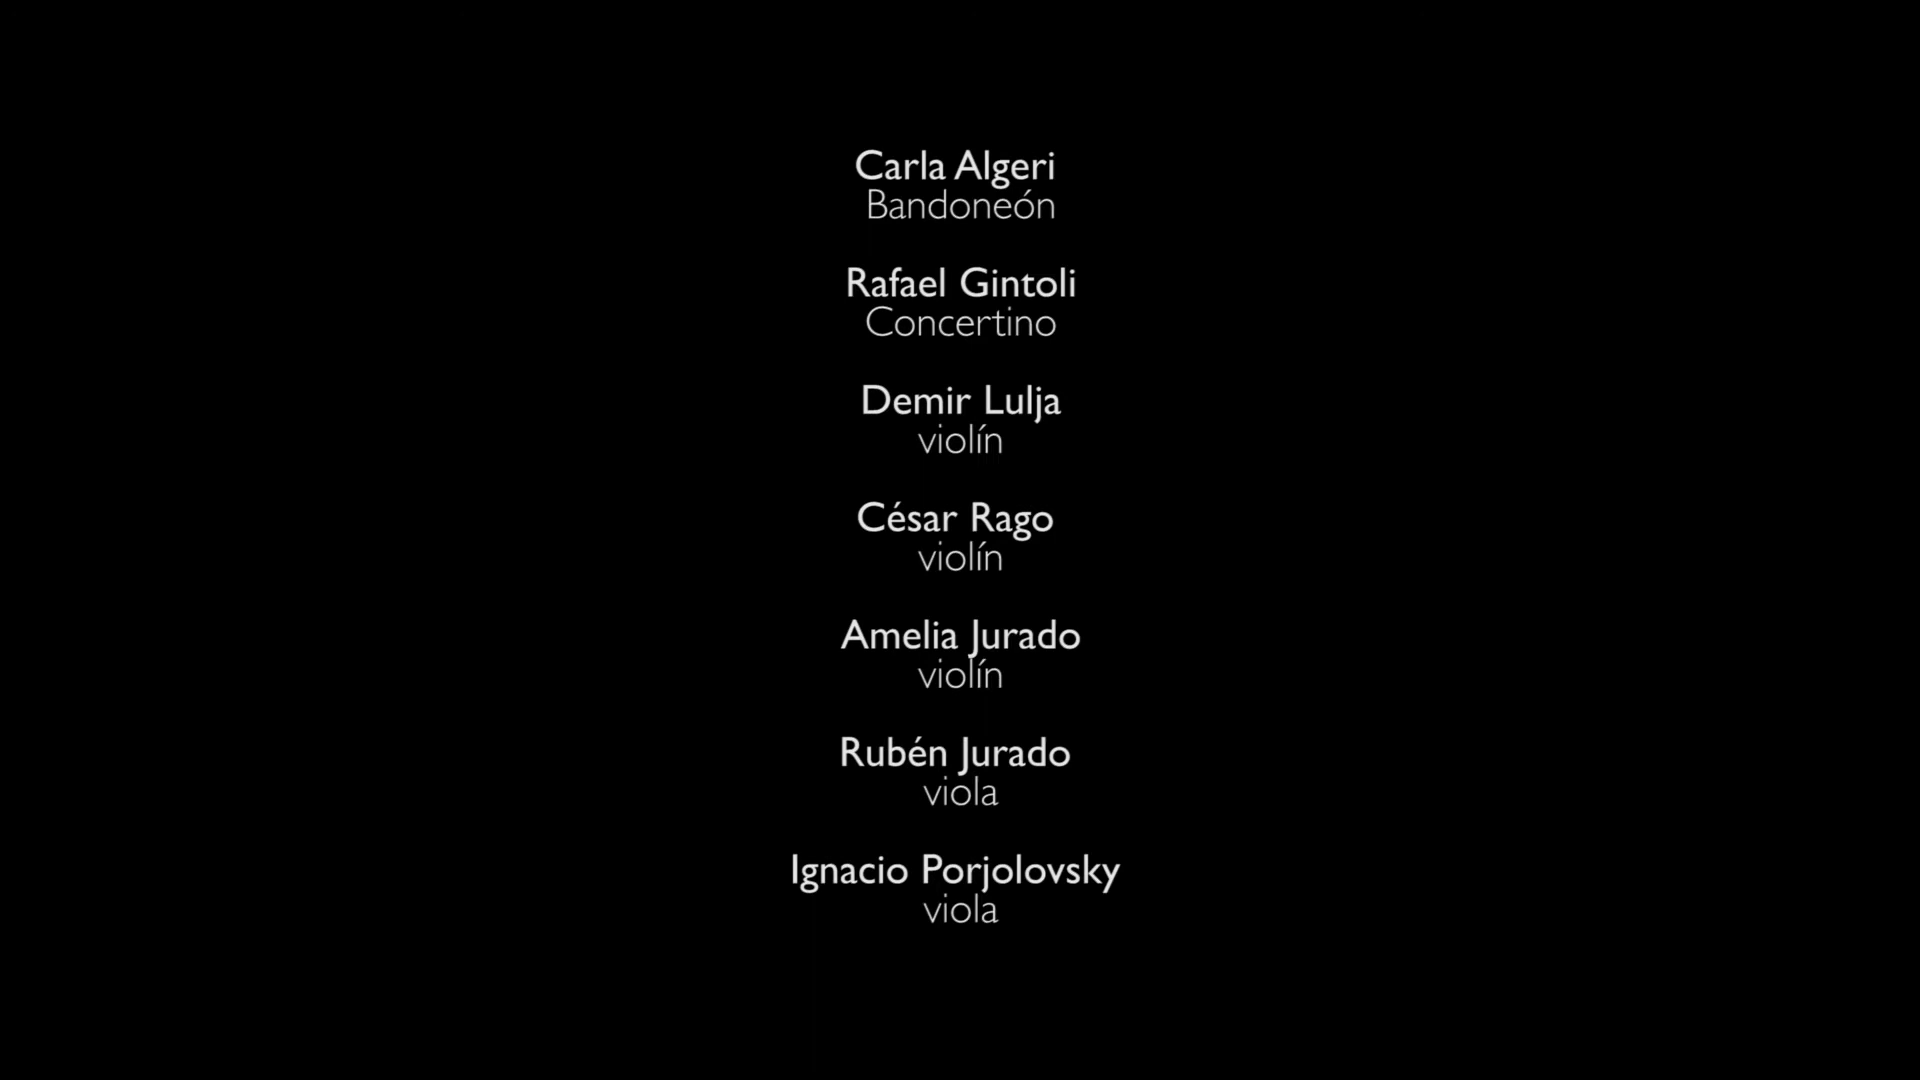 Carla Algeri
Bandoneón
Rafael Gintoli
Concertino
Demir Lulja
violín
César Rago
violín
Amelia Jurado
violín
Rubén Jurado
viola
Ignacio Porjolovsky
viola